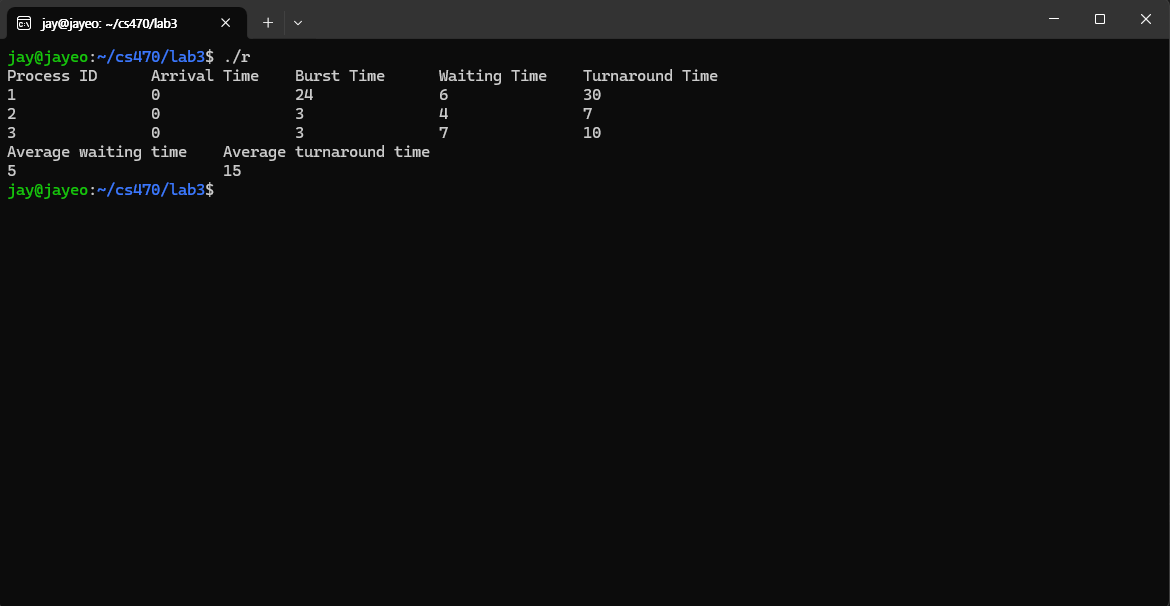 jay@jayeo: ~/cs470/lab3
jay@jayeo:~/cs470/lab3$ ./r
Process ID      Arrival Time    Burst Time      Waiting Time    Turnaround Time
1               0               24              6               30
2               0               3               4               7
3               0               3               7               10
Average waiting time    Average turnaround time
5                       15
jay@jayeo:~/cs470/lab3$